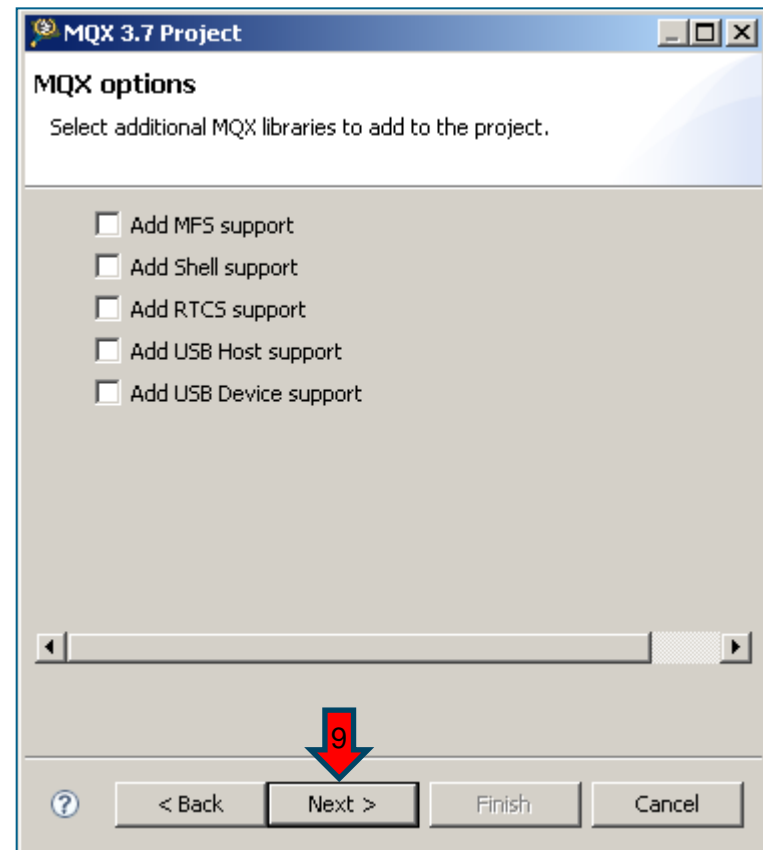 MQX 3.7 Project
MQX options
Select additional MQX libraries to add to the project.
Add MFS support
Add Shell support
Add RTCS support
Add USB Host support
Add USB Device support
9
? < Back Next > Finish Cancel